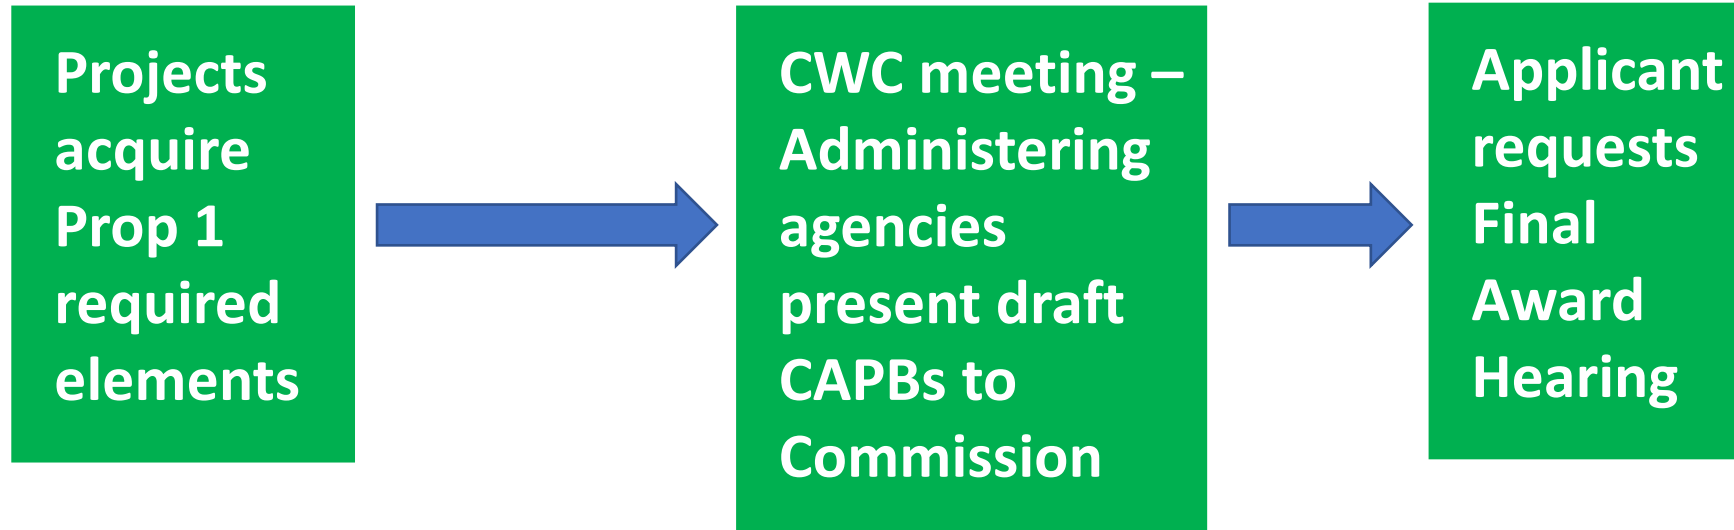 Projects
acquire
Prop 1
required
elements
CWC meeting –
Administering
agencies
present draft
CAPBs to
Commission
Applicant
requests
Final
Award
Hearing